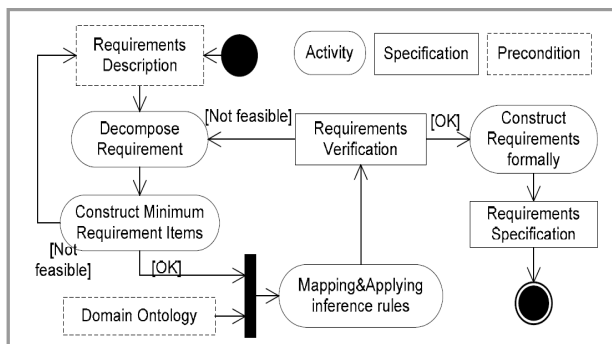 Requirements
Description
Activity
Specification
Precondition
Decompose
Requirement
[Not feasible]
Requirements
Verification
[OK]
Construct
Requirements
formally
Construct Minimum
Requirement Items
[Not
feasible]
[OK]
Requirements
Specification
Domain Ontology
Mapping&Applying
inference rules